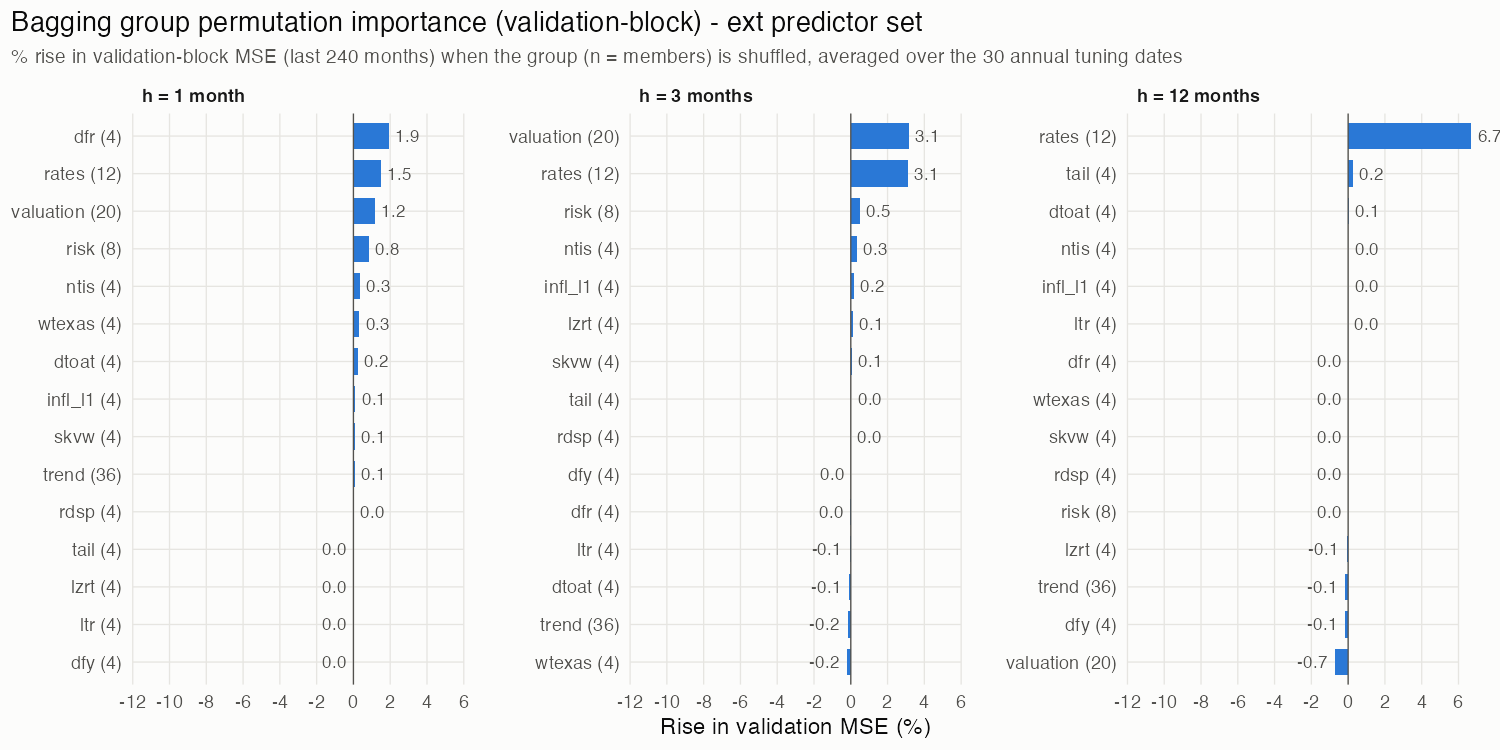 Bagging group permutation importance (validation-block) - ext predictor set
% rise in validation-block MSE (last 240 months) when the group (n = members) is shuffled, averaged over the 30 annual tuning dates
h = 1 month
dfr (4) 1.9
rates (12) 1.5
valuation (20) 1.2
risk (8) 0.8
ntis (4) 0.3
wtexas (4) 0.3
dtoat (4) 0.2
infl_l1 (4) 0.1
skvw (4) 0.1
trend (36) 0.1
rdsp (4) 0.0
tail (4) 0.0
lzrt (4) 0.0
ltr (4) 0.0
dfy (4) 0.0
-12 -10 -8 -6 -4 -2 0 2 4 6
h = 3 months
valuation (20) 3.1
rates (12) 3.1
risk (8) 0.5
ntis (4) 0.3
infl_l1 (4) 0.2
lzrt (4) 0.1
skvw (4) 0.1
tail (4) 0.0
rdsp (4) 0.0
dfy (4) 0.0
dfr (4) 0.0
ltr (4) -0.1
dtoat (4) -0.1
trend (36) -0.2
wtexas (4) -0.2
-12 -10 -8 -6 -4 -2 0 2 4 6
h = 12 months
rates (12) 6.7
tail (4) 0.2
dtoat (4) 0.1
ntis (4) 0.0
infl_l1 (4) 0.0
ltr (4) 0.0
dfr (4) 0.0
wtexas (4) 0.0
skvw (4) 0.0
rdsp (4) 0.0
risk (8) 0.0
lzrt (4) -0.1
trend (36) -0.1
dfy (4) -0.1
valuation (20) -0.7
-12 -10 -8 -6 -4 -2 0 2 4 6
Rise in validation MSE (%)